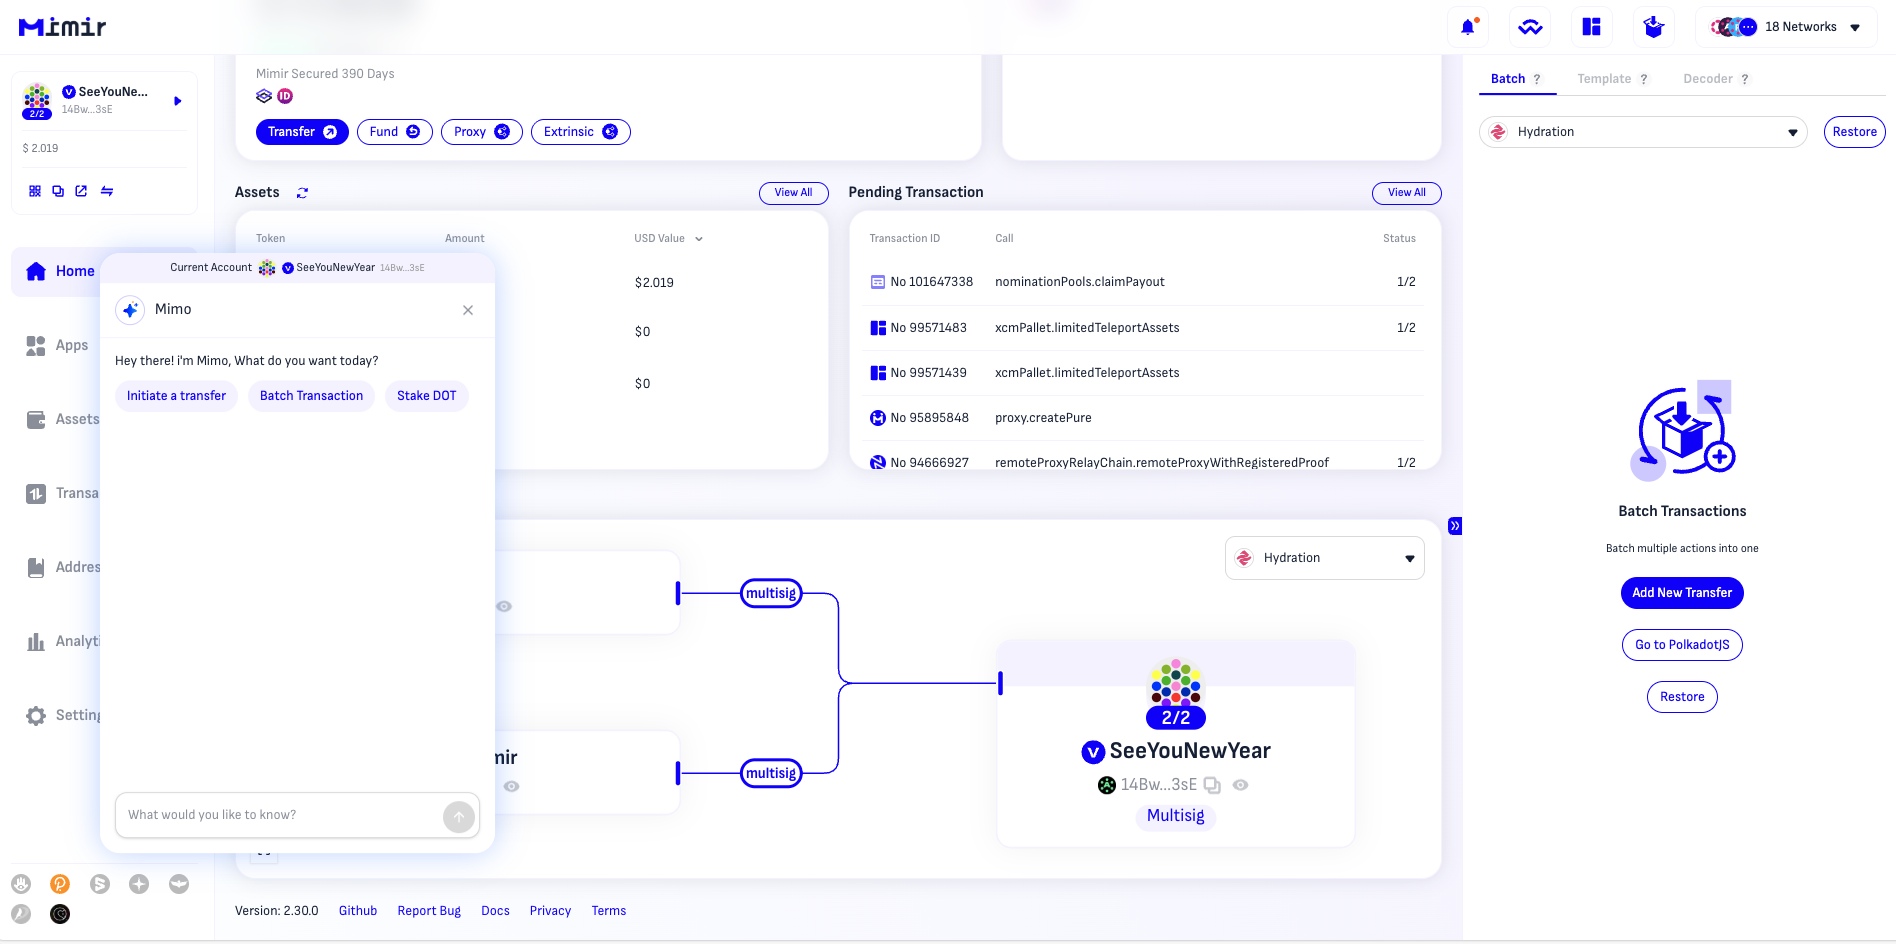 Mimir
18 Networks
SeeYouNe...
14Bw...3sE
2/2
$ 2.019
Home
Apps
Assets
Transa
Addres
Analyti
Setting
Mimir Secured 390 Days
ID
Transfer
Fund
Proxy
Extrinsic
Assets
View All
Token Amount USD Value
$2.019
$0
$0
Pending Transaction
View All
Transaction ID Call Status
No 101647338 nominationPools.claimPayout 1/2
No 99571483 xcmPallet.limitedTeleportAssets 1/2
No 99571439 xcmPallet.limitedTeleportAssets
No 95895848 proxy.createPure
No 94666927 remoteProxyRelayChain.remoteProxyWithRegisteredProof 1/2
Current Account SeeYouNewYear 14Bw...3sE
Mimo
Hey there! i'm Mimo, What do you want today?
Initiate a transfer
Batch Transaction
Stake DOT
What would you like to know?
Hydration
multisig
multisig
mir
2/2
SeeYouNewYear
14Bw...3sE
Multisig
Version: 2.30.0 Github Report Bug Docs Privacy Terms
Batch ? Template ? Decoder ?
Hydration
Restore
Batch Transactions
Batch multiple actions into one
Add New Transfer
Go to PolkadotJS
Restore